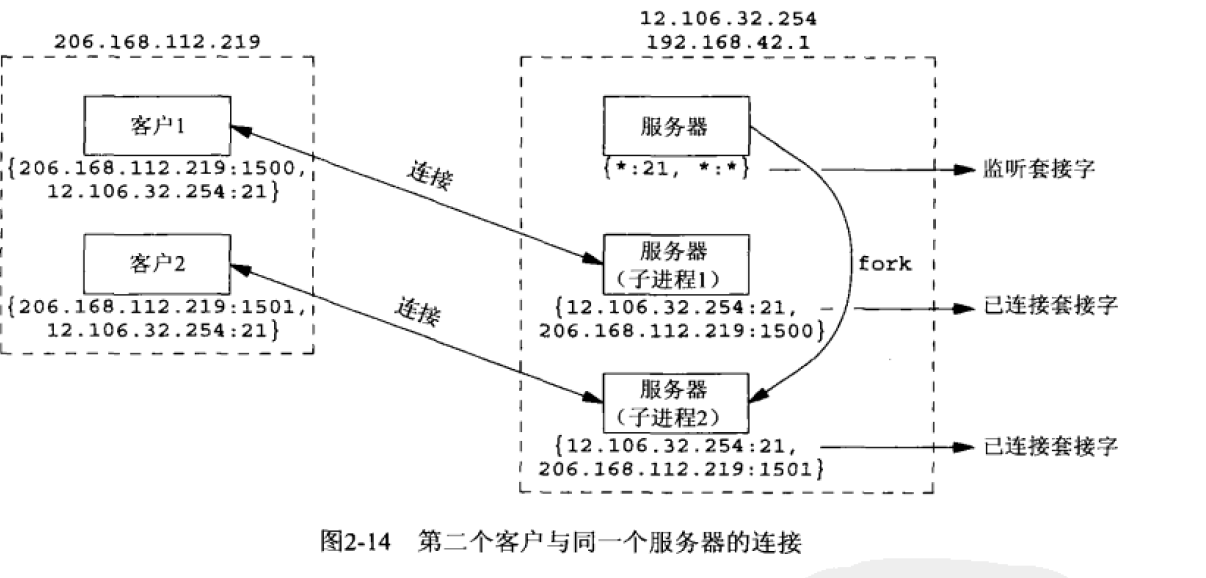 12.106.32.254
206.168.112.219
192.168.42.1
客户1
服务器
{206.168.112.219:1500,
12.106.32.254:21}
{*:21, *:*}
监听套接字
连接
客户2
服务器
(子进程1)
fork
{206.168.112.219:1501,
12.106.32.254:21}
连接
{12.106.32.254:21,
206.168.112.219:1500}
已连接套接字
服务器
(子进程2)
{12.106.32.254:21,
206.168.112.219:1501}
已连接套接字
图2-14 第二个客户与同一个服务器的连接